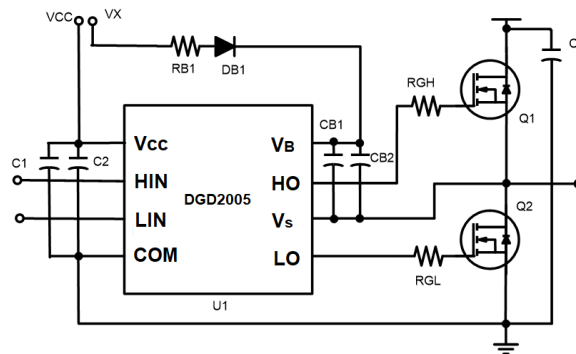 VCC
VX
RB1
DB1
RGH
C
Q1
C1
C2
Vcc
VB
CB1
CB2
HIN
HO
DGD2005
LIN
Vs
Q2
COM
LO
RGL
U1